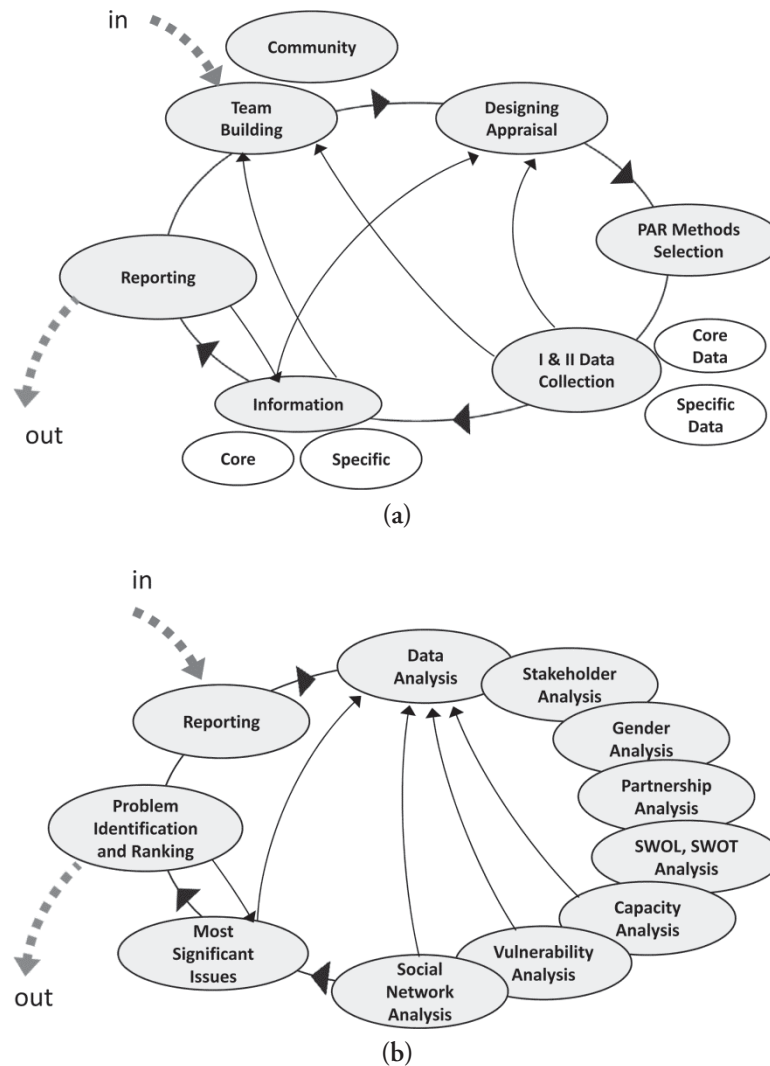 in
Community
Team
Building
Designing
Appraisal
PAR Methods
Selection
Reporting
I & II Data
Collection
Core
Data
Specific
Data
Information
Core
Specific
out
(a)
in
Data
Analysis
Stakeholder
Analysis
Reporting
Gender
Analysis
Partnership
Analysis
Problem
Identification
and Ranking
SWOL, SWOT
Analysis
Capacity
Analysis
Most
Significant
Issues
Vulnerability
Analysis
Social
Network
Analysis
out
(b)